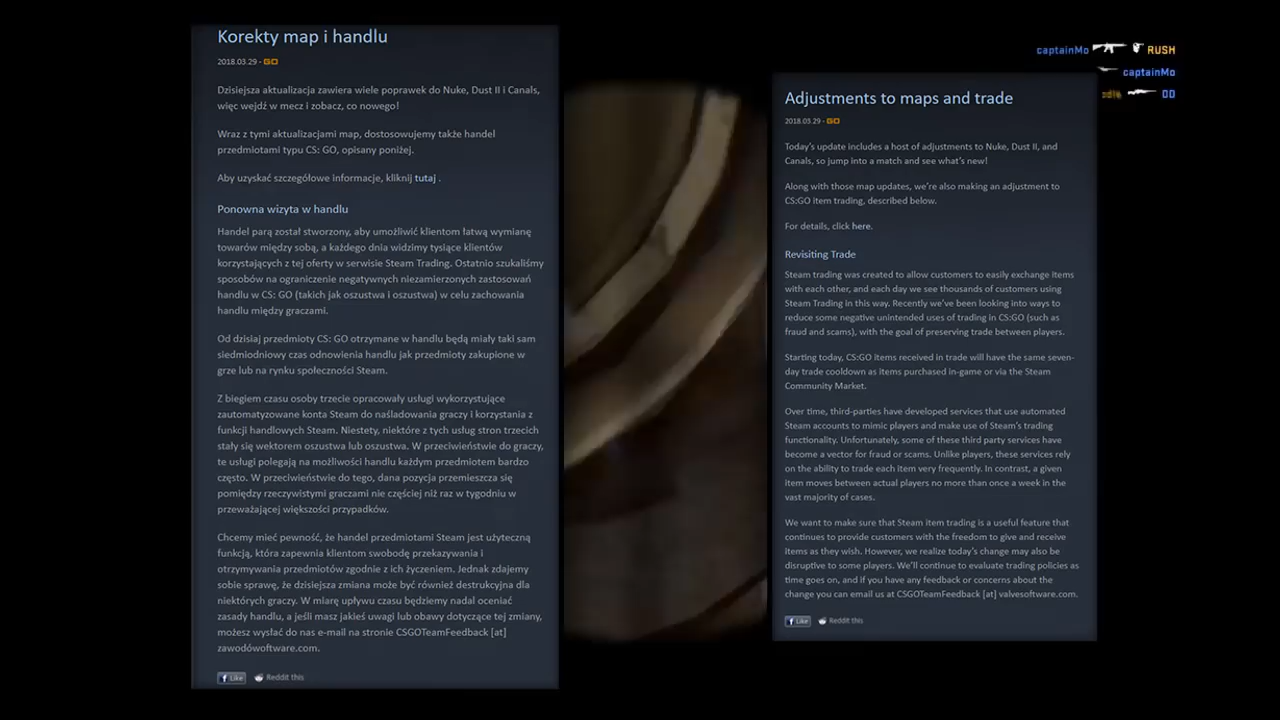 Korekty map i handlu
2018.03.29 - GO
Dzisiejsza aktualizacja zawiera wiele poprawek do Nuke, Dust II i Canals,
więc wejdź w mecz i zobacz, co nowego!
Wraz z tymi aktualizacjami map, dostosowujemy także handel
przedmiotami typu CS: GO, opisany poniżej.
Aby uzyskać szczegółowe informacje, kliknij tutaj .
Ponowna wizyta w handlu
Handel parą został stworzony, aby umożliwić klientom łatwą wymianę
towarów między sobą, a każdego dnia widzimy tysiące klientów
korzystających z tej oferty w serwisie Steam Trading. Ostatnio szukaliśmy
sposobów na ograniczenie negatywnych niezamierzonych zastosowań
handlu w CS: GO (takich jak oszustwa i oszustwa) w celu zachowania
handlu między graczami.
Od dzisiaj przedmioty CS: GO otrzymane w handlu będą miały taki sam
siedmiodniowy czas odnowienia handlu jak przedmioty zakupione w
grze lub na rynku społeczności Steam.
Z biegiem czasu osoby trzecie opracowały usługi wykorzystujące
zautomatyzowane konta Steam do naśladowania graczy i korzystania z
funkcji handlowych Steam. Niestety, niektóre z tych usług stron trzecich
stały się wektorem oszustwa lub oszustwa. W przeciwieństwie do graczy,
te usługi polegają na możliwości handlu każdym przedmiotem bardzo
często. W przeciwieństwie do tego, dana pozycja przemieszcza się
pomiędzy rzeczywistymi graczami nie częściej niż raz w tygodniu w
przeważającej większości przypadków.
Chcemy mieć pewność, że handel przedmiotami Steam jest użyteczną
funkcją, która zapewnia klientom swobodę przekazywania i
otrzymywania przedmiotów zgodnie z ich życzeniem. Jednak zdajemy
sobie sprawę, że dzisiejsza zmiana może być również destrukcyjna dla
niektórych graczy. W miarę upływu czasu będziemy nadal oceniać
zasady handlu, a jeśli masz jakieś uwagi lub obawy dotyczące tej zmiany,
możesz wysłać do nas e-mail na stronie CSGOTeamFeedback [at]
zawodówoftware.com.
Like Reddit this
Adjustments to maps and trade
2018.03.29 - GO
Today's update includes a host of adjustments to Nuke, Dust II, and
Canals, so jump into a match and see what's new!
Along with those map updates, we're also making an adjustment to
CS:GO item trading, described below.
For details, click here.
Revisiting Trade
Steam trading was created to allow customers to easily exchange items
with each other, and each day we see thousands of customers using
Steam Trading in this way. Recently we've been looking into ways to
reduce some negative unintended uses of trading in CS:GO (such as
fraud and scams), with the goal of preserving trade between players.
Starting today, CS:GO items received in trade will have the same seven-
day trade cooldown as items purchased in-game or via the Steam
Community Market.
Over time, third-parties have developed services that use automated
Steam accounts to mimic players and make use of Steam's trading
functionality. Unfortunately, some of these third party services have
become a vector for fraud or scams. Unlike players, these services rely
on the ability to trade each item very frequently. In contrast, a given
item moves between actual players no more than once a week in the
vast majority of cases.
We want to make sure that Steam item trading is a useful feature that
continues to provide customers with the freedom to give and receive
items as they wish. However, we realize today's change may also be
disruptive to some players. We'll continue to evaluate trading policies as
time goes on, and if you have any feedback or concerns about the
change you can email us at CSGOTeamFeedback [at] valvesoftware.com.
Like Reddit this
captainMo RUSH
captainMo